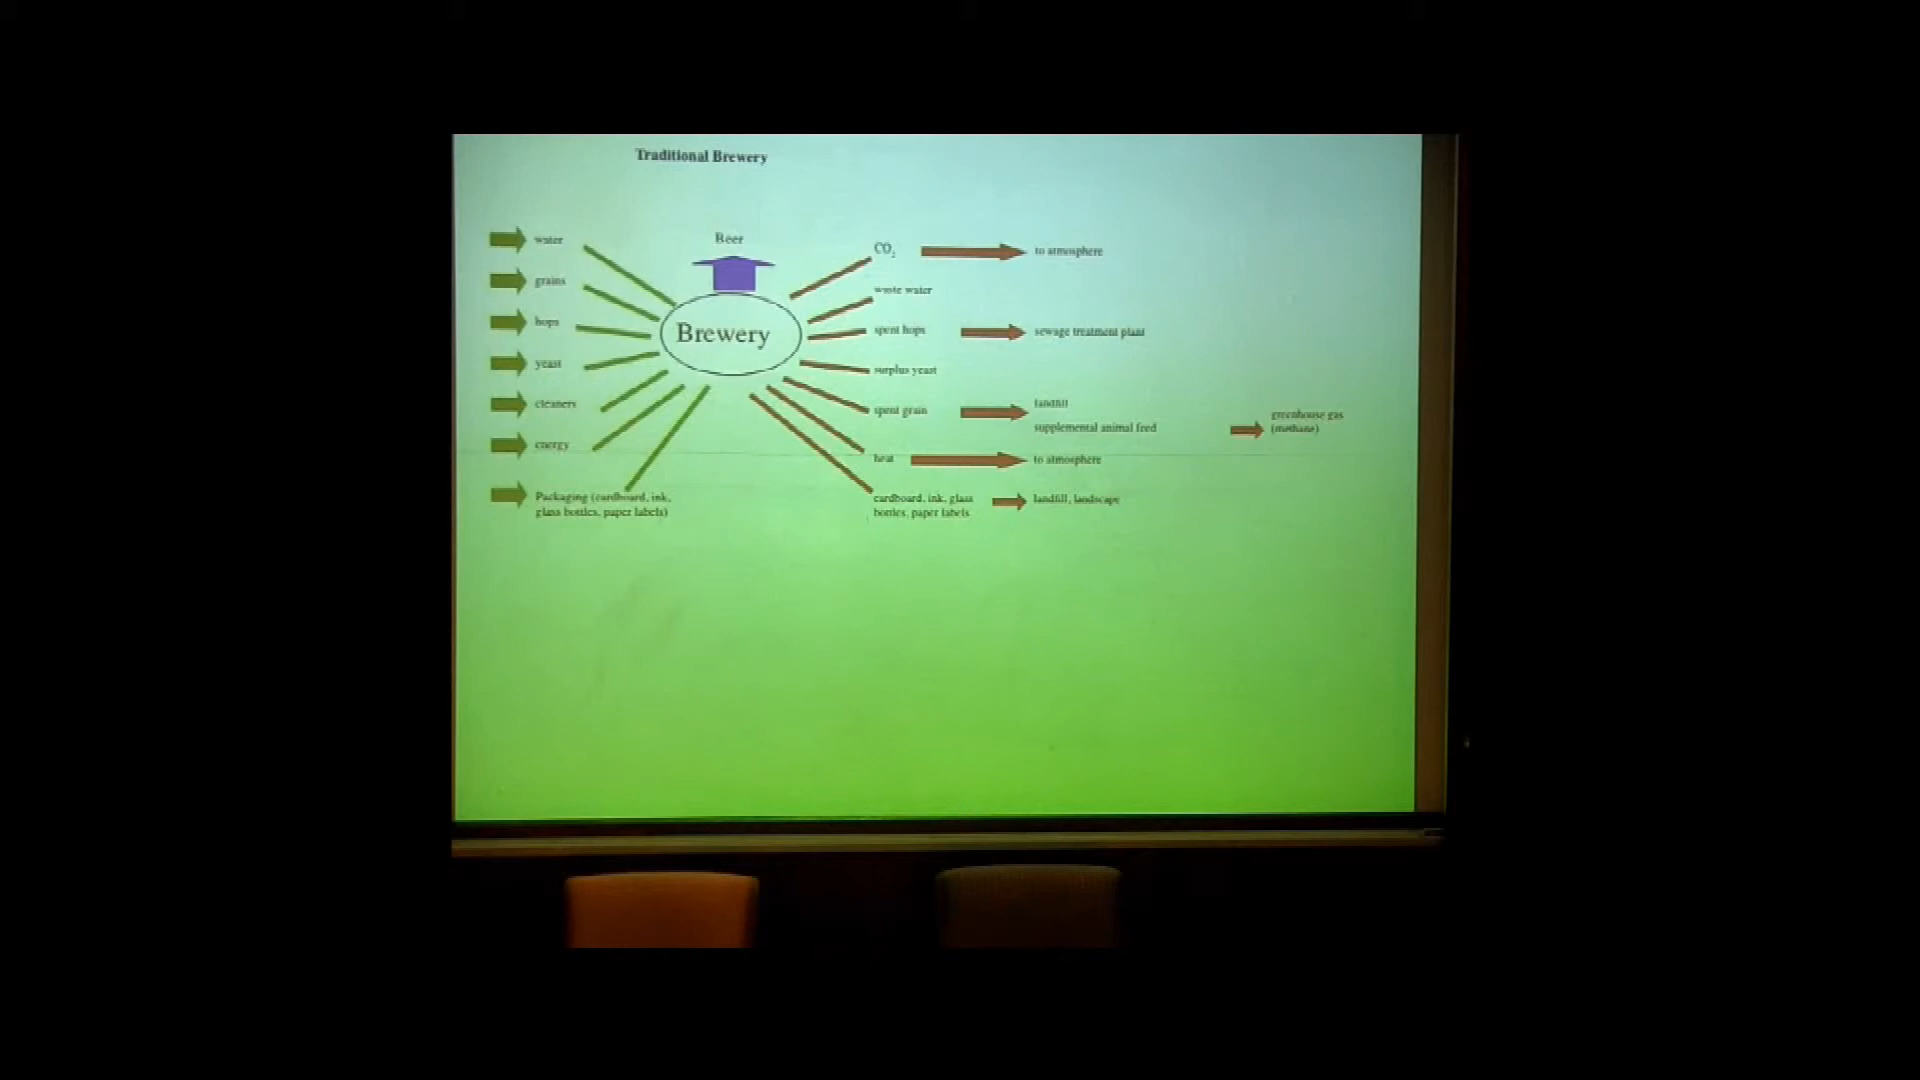 Traditional Brewery
Beer
Brewery
water
grains
hops
yeast
cleaners
energy
Packaging (cardboard, ink,
glass bottles, paper labels)
CO₂
to atmosphere
waste water
spent hops
sewage treatment plant
surplus yeast
spent grain
landfill
supplemental animal feed
greenhouse gas
(methane)
heat
to atmosphere
cardboard, ink, glass
bottles, paper labels
landfill, landscape